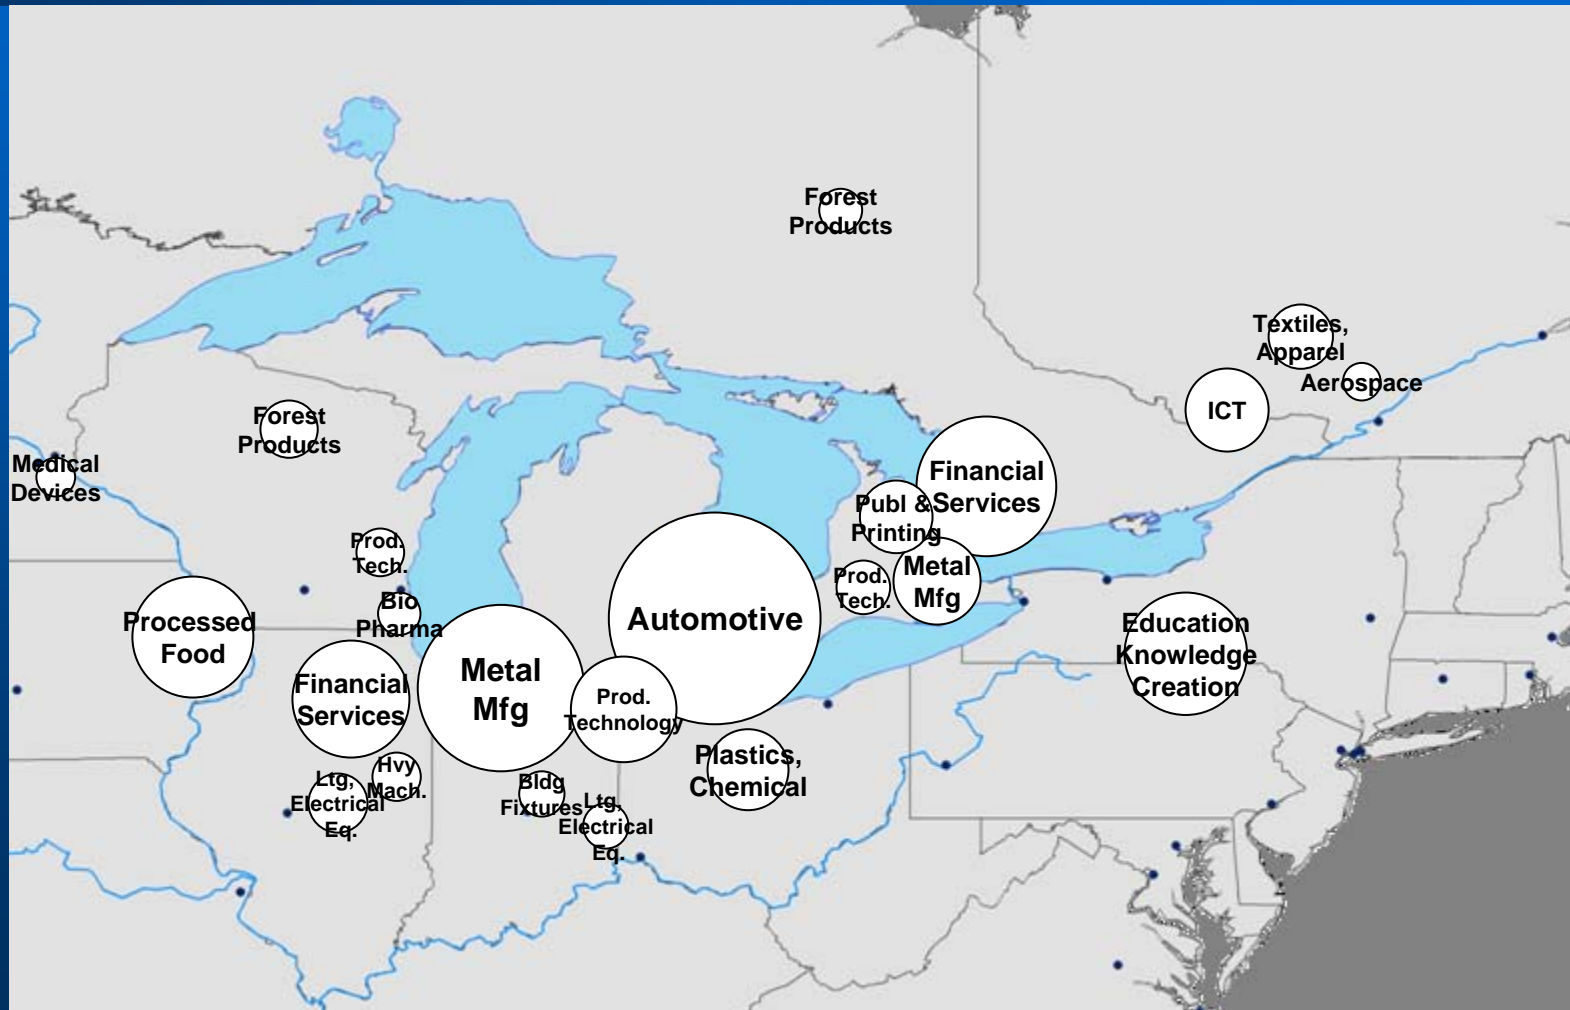 Forest
Products
Textiles,
Apparel
Aerospace
ICT
Forest
Products
Medical
Devices
Financial
Services
Publ &
Printing
Prod.
Tech.
Metal
Mfg
Prod.
Tech.
Bio
Pharma
Processed
Food
Automotive
Education
Knowledge
Creation
Financial
Services
Metal
Mfg
Prod.
Technology
Plastics,
Chemical
Hvy
Mach.
Ltg,
Electrical
Eq.
Bldg
Fixtures
Ltg,
Electrical
Eq.